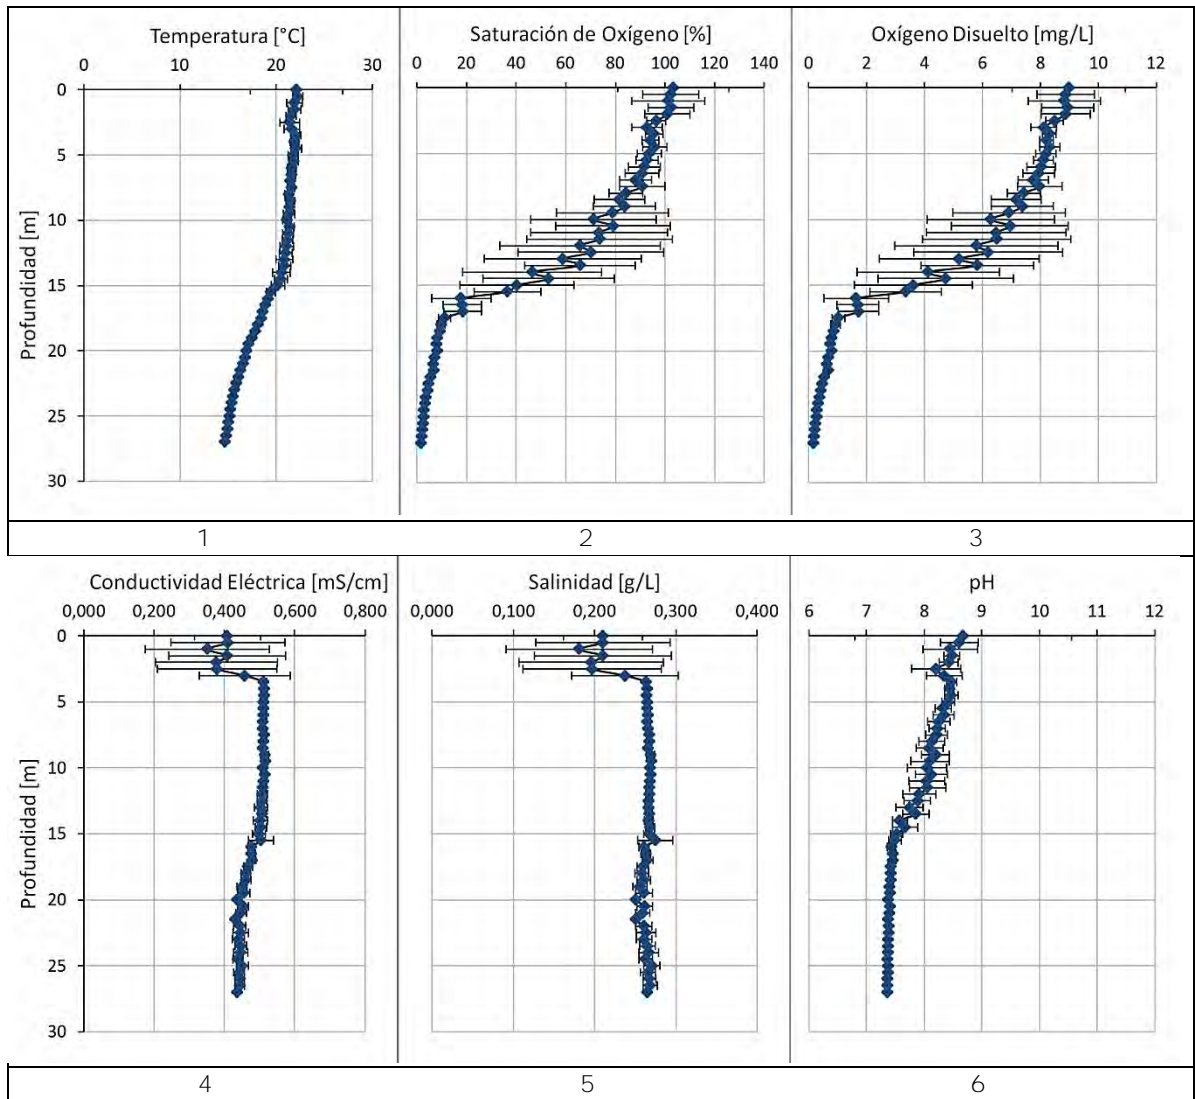 Temperatura [°C]
0 10 20 30
Saturación de Oxígeno [%]
0 20 40 60 80 100 120 140
Oxígeno Disuelto [mg/L]
0 2 4 6 8 10 12
Profundidad [m]
0
5
10
15
20
25
30
1 2 3
Conductividad Eléctrica [mS/cm]
0,000 0,200 0,400 0,600 0,800
Salinidad [g/L]
0,000 0,100 0,200 0,300 0,400
pH
6 7 8 9 10 11 12
Profundidad [m]
0
5
10
15
20
25
30
4 5 6